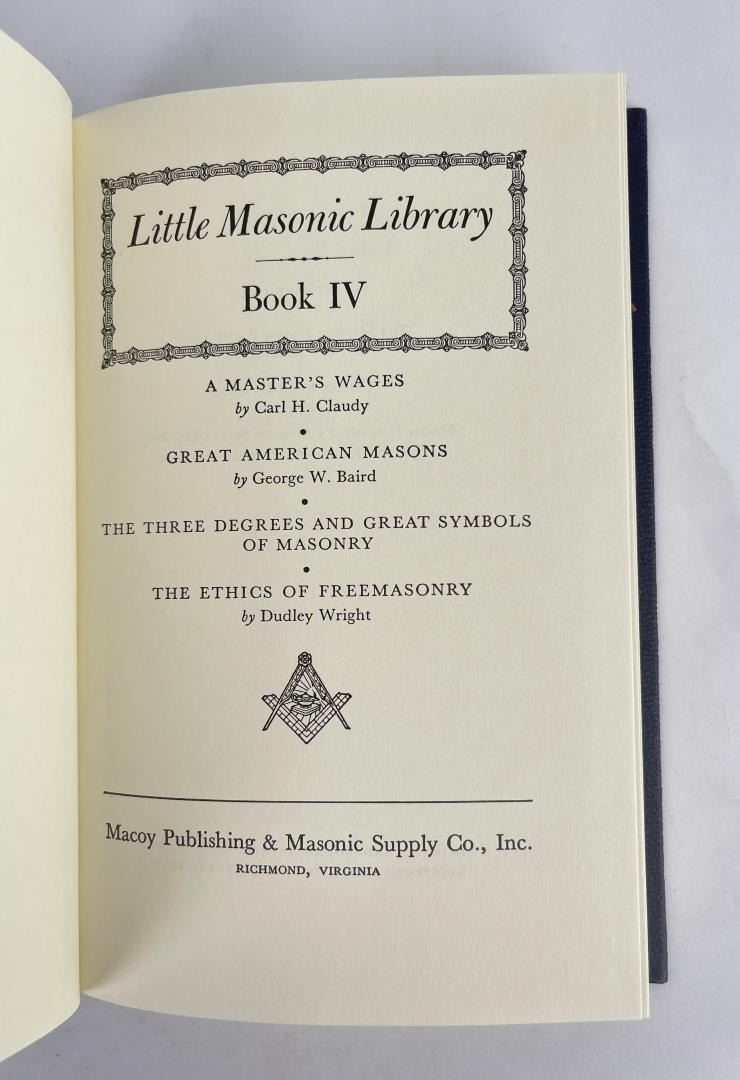 Little Masonic Library
Book IV
A MASTER'S WAGES
by Carl H. Claudy
•
GREAT AMERICAN MASONS
by George W. Baird
•
THE THREE DEGREES AND GREAT SYMBOLS
OF MASONRY
•
THE ETHICS OF FREEMASONRY
by Dudley Wright
Macoy Publishing & Masonic Supply Co., Inc.
RICHMOND, VIRGINIA